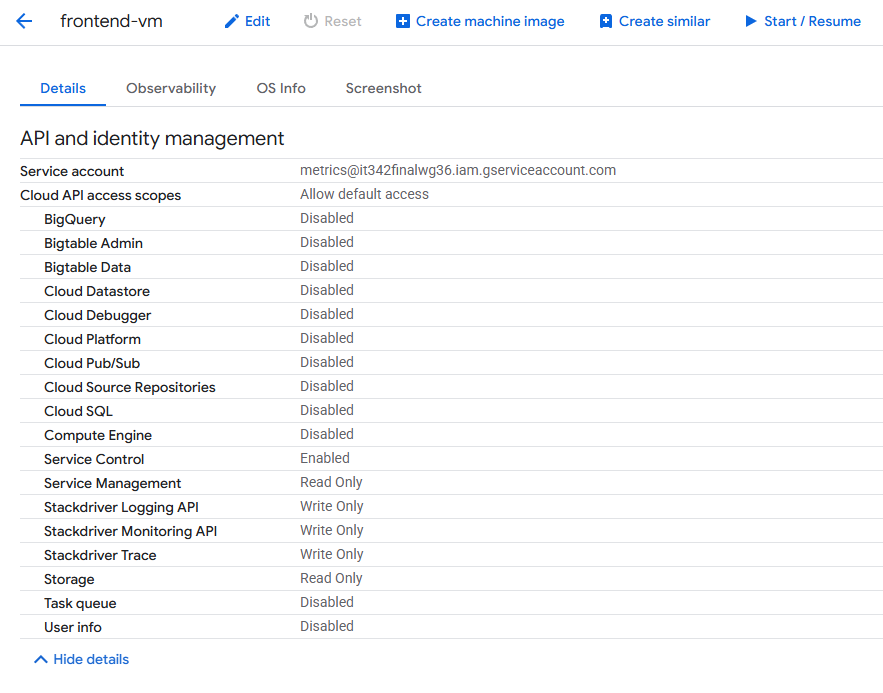 frontend-vm Edit Reset Create machine image Create similar Start / Resume
Details Observability OS Info Screenshot
API and identity management
Service account metrics@it342finalwg36.iam.gserviceaccount.com
Cloud API access scopes Allow default access
BigQuery Disabled
Bigtable Admin Disabled
Bigtable Data Disabled
Cloud Datastore Disabled
Cloud Debugger Disabled
Cloud Platform Disabled
Cloud Pub/Sub Disabled
Cloud Source Repositories Disabled
Cloud SQL Disabled
Compute Engine Disabled
Service Control Enabled
Service Management Read Only
Stackdriver Logging API Write Only
Stackdriver Monitoring API Write Only
Stackdriver Trace Write Only
Storage Read Only
Task queue Disabled
User info Disabled
Hide details